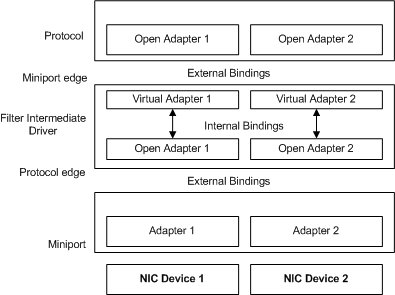 Protocol
Open Adapter 1
Open Adapter 2
Miniport edge
External Bindings
Virtual Adapter 1
Virtual Adapter 2
Filter Intermediate
Driver
Internal Bindings
Open Adapter 1
Open Adapter 2
Protocol edge
External Bindings
Adapter 1
Adapter 2
Miniport
NIC Device 1
NIC Device 2